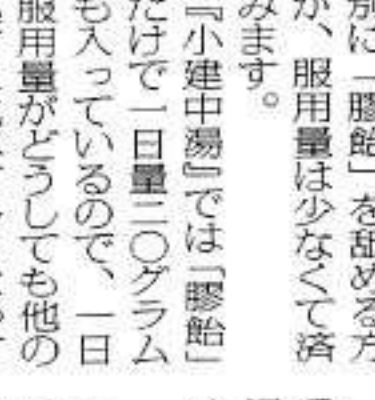 別に「膠飴」を舐める方
が、服用量は少なくて済
みます。
『小建中湯』では「膠飴」
だけで一日量二〇グラム
も入っているので、一日
服用量がどうしても他の